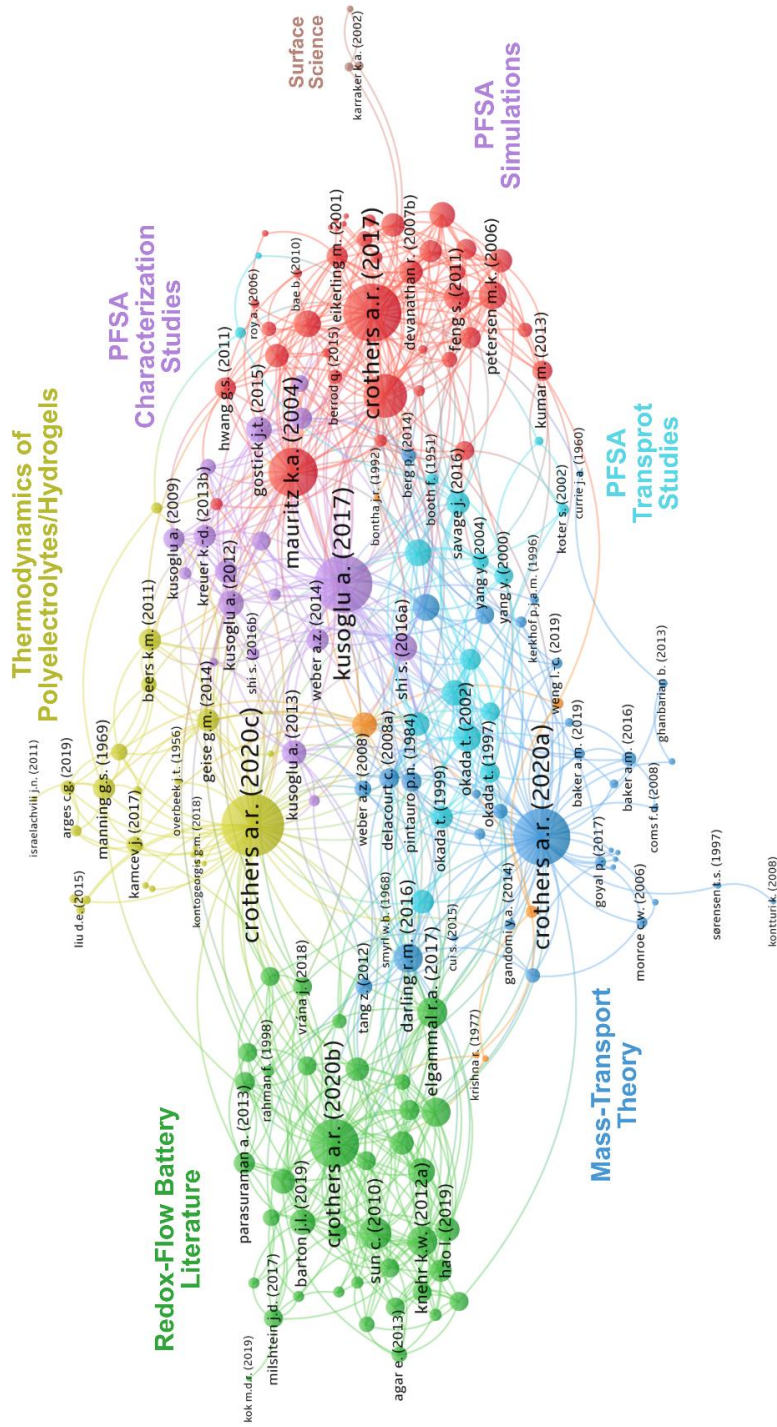 Surface
Science
karraker k.a. (2002)
PFSA
Simulations
PFSA
Characterization
Studies
Thermodynamics of
Polyelectrolytes/Hydrogels
PFSA
Transprot
Studies
Redox-Flow Battery
Literature
Mass-Transport
Theory
kok m.d.r. (2019)
milshtein j.d. (2017)
parasuraman a. (2013)
rahman f. (1998)
barton j.l. (2019)
vrána j. (2018)
crothers a.r. (2020b)
sun c. (2010)
knehr k.w. (2012a)
hao l. (2019)
agar e. (2013)
elgammal r.a. (2017)
darling r.m. (2016)
tang z. (2012)
smyrl w.h. (1968)
cui s. (2015)
krishna r. (1977)
israelachvili j.n. (2011)
arges c.g. (2019)
manning g.s. (1969)
liu d.e. (2015)
kamcev j. (2017)
overbeek j.t. (1956)
kontogeorgis g.m. (2018)
geise g.m. (2014)
crothers a.r. (2020c)
beers k.m. (2011)
kusoglu a. (2009)
kreuer k.-d. (2013b)
kusoglu a. (2012)
shi s. (2016b)
weber a.z. (2014)
kusoglu a. (2013)
kusoglu a. (2017)
shi s. (2016a)
gostick j.t. (2015)
hwang g.s. (2011)
mauritz k.a. (2004)
roy a. (2006)
bae b. (2010)
berrod q. (2015)
eikerling m. (2001)
crothers a.r. (2017)
devanathan r. (2007b)
feng s. (2011)
petersen m.k. (2006)
kumar m. (2013)
bontha j.r. (1992)
berg p. (2014)
booth f. (1951)
savage j. (2016)
yang y. (2004)
yang y. (2000)
koter s. (2002)
currie j.a. (1960)
kerkhof p.j.a.m. (1996)
weng l.-c. (2019)
weber a.z. (2008)
delacourt c. (2008a)
pintauro p.n. (1984)
okada t. (1999)
okada t. (2002)
okada t. (1997)
crothers a.r. (2020a)
gandomi y.a. (2014)
baker a.m. (2019)
baker a.m. (2016)
ghanbarian b. (2013)
coms f.d. (2008)
goyal p. (2017)
monroe c.w. (2006)
sørensen t.s. (1997)
kontturi k. (2008)